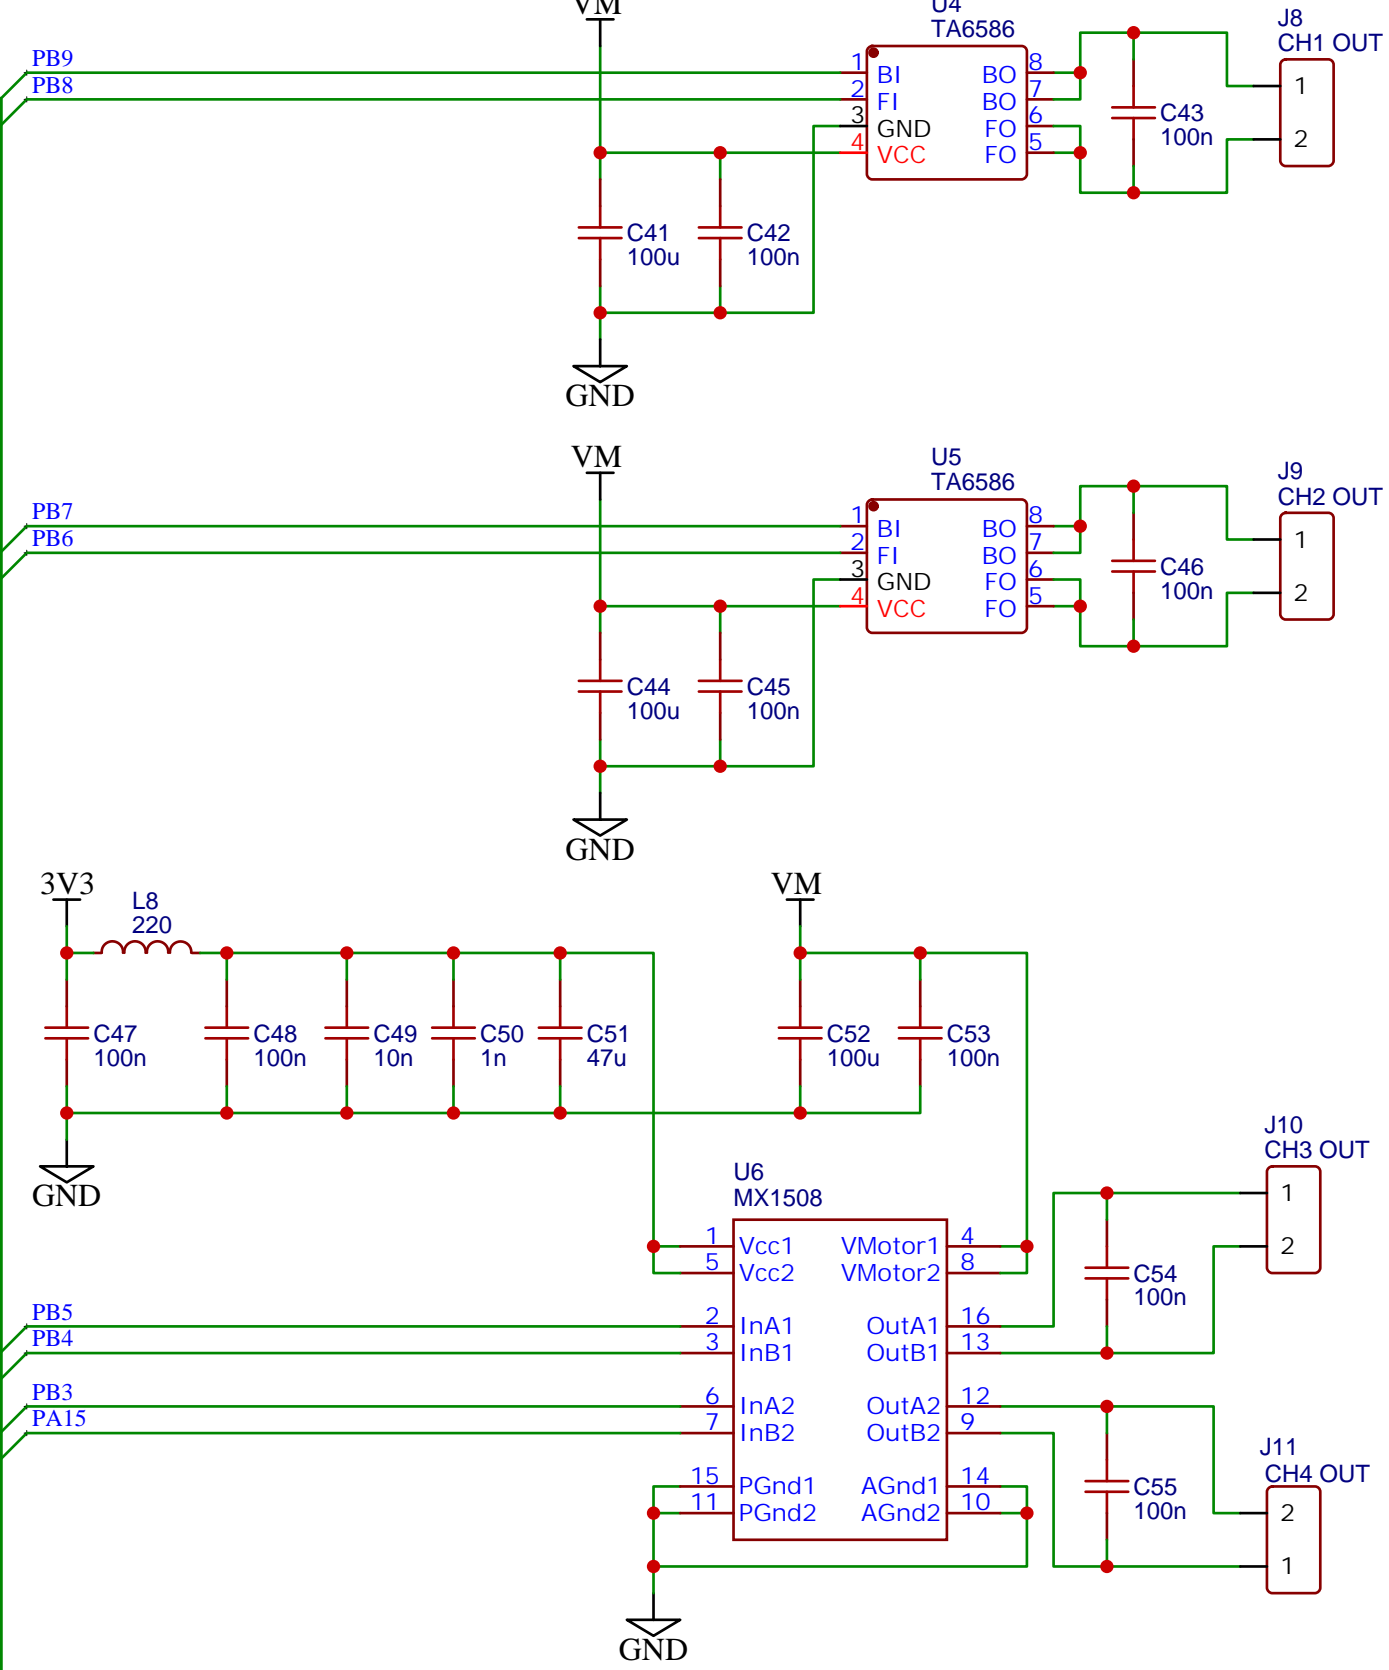 VM
U4
TA6586
J8
CH1 OUT
PB9
PB8
1 BI BO 8
2 FI BO 7
3 GND FO 6
4 VCC FO 5
C43
100n
1
2
C41
100u
C42
100n
GND
VM
U5
TA6586
J9
CH2 OUT
PB7
PB6
1 BI BO 8
2 FI BO 7
3 GND FO 6
4 VCC FO 5
C46
100n
1
2
C44
100u
C45
100n
GND
3V3
L8
220
VM
C47
100n
C48
100n
C49
10n
C50
1n
C51
47u
C52
100u
C53
100n
GND
J10
CH3 OUT
U6
MX1508
1 Vcc1 VMotor1 4
5 Vcc2 VMotor2 8
1
2
C54
100n
PB5
PB4
2 InA1 OutA1 16
3 InB1 OutB1 13
PB3
PA15
6 InA2 OutA2 12
7 InB2 OutB2 9
15 PGnd1 AGnd1 14
11 PGnd2 AGnd2 10
J11
CH4 OUT
C55
100n
2
1
GND